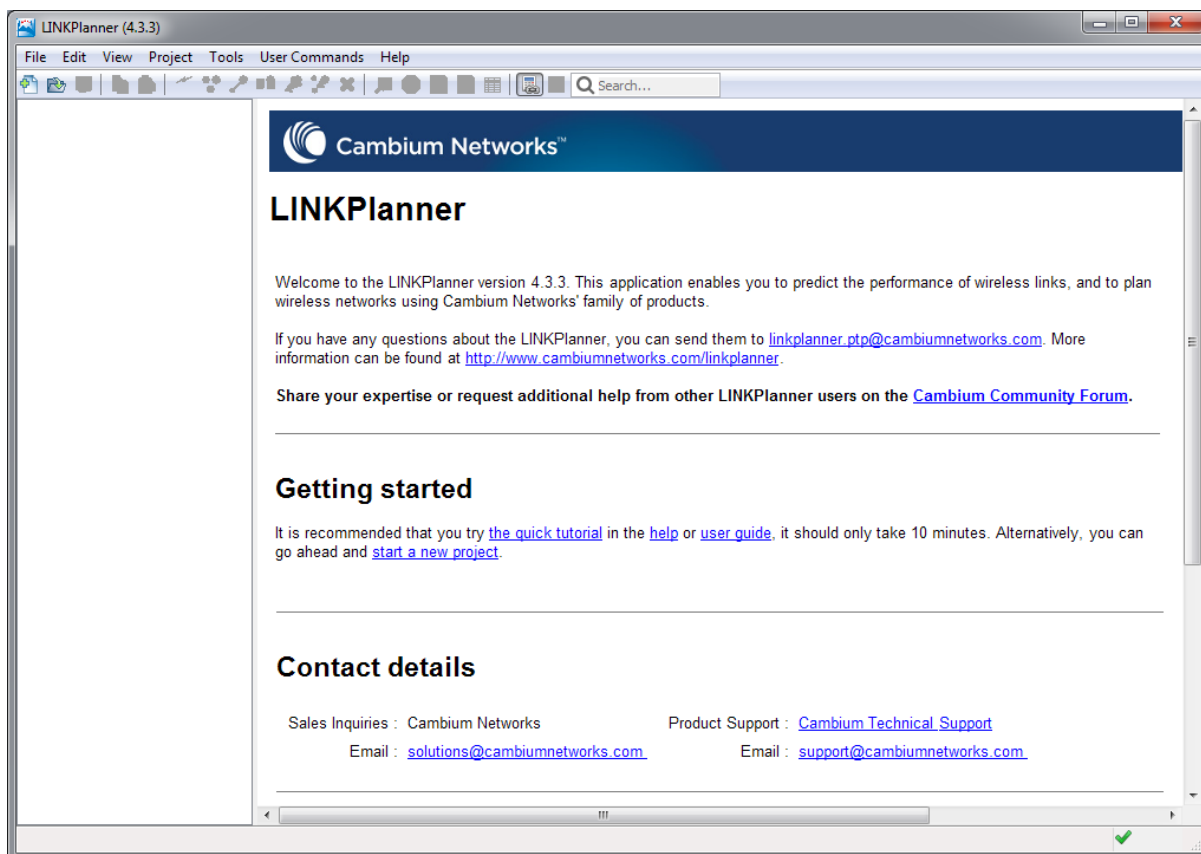 LINKPlanner (4.3.3)
File Edit View Project Tools User Commands Help
Search...
Cambium Networks™
LINKPlanner
Welcome to the LINKPlanner version 4.3.3. This application enables you to predict the performance of wireless links, and to plan
wireless networks using Cambium Networks' family of products.
If you have any questions about the LINKPlanner, you can send them to linkplanner.ptp@cambiumnetworks.com. More
information can be found at http://www.cambiumnetworks.com/linkplanner.
Share your expertise or request additional help from other LINKPlanner users on the Cambium Community Forum.
Getting started
It is recommended that you try the quick tutorial in the help or user guide, it should only take 10 minutes. Alternatively, you can
go ahead and start a new project.
Contact details
Sales Inquiries : Cambium Networks Product Support : Cambium Technical Support
Email : solutions@cambiumnetworks.com Email : support@cambiumnetworks.com